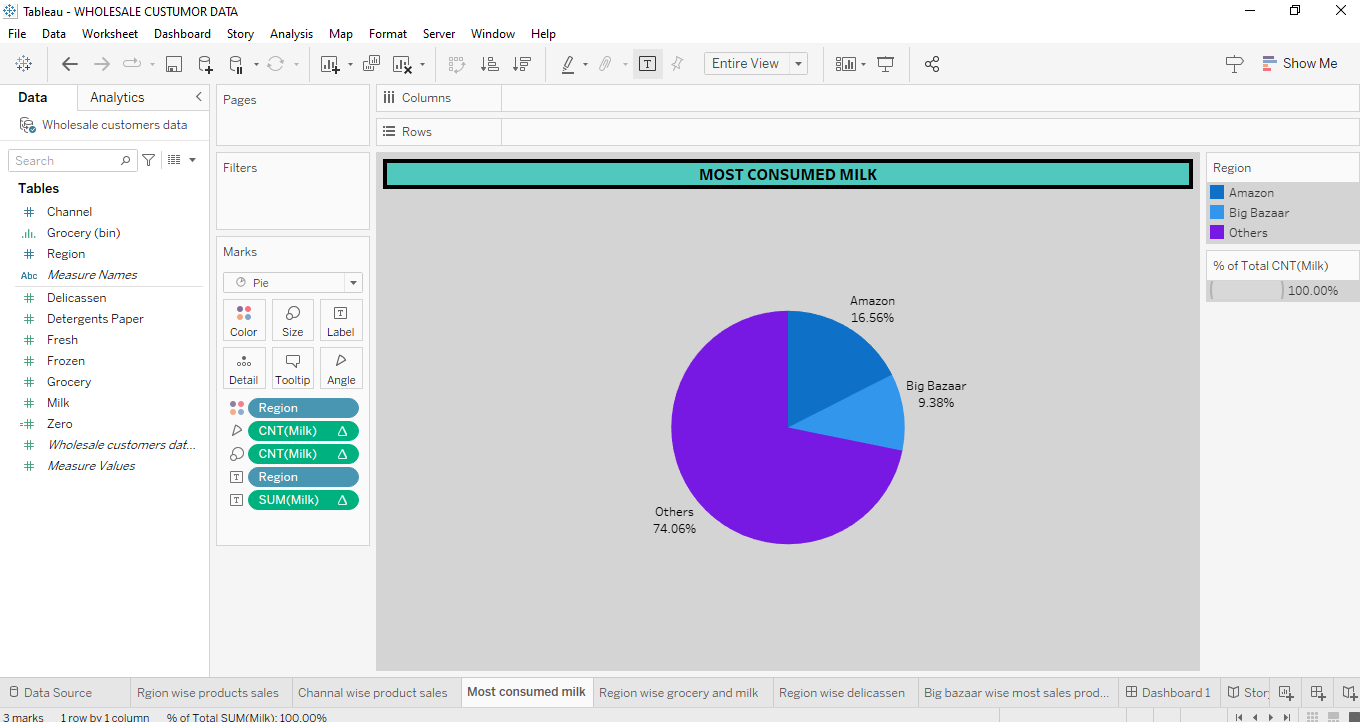 Tableau - WHOLESALE CUSTUMOR DATA
File Data Worksheet Dashboard Story Analysis Map Format Server Window Help
Entire View
Show Me
Data Analytics
Wholesale customers data
Search
Tables
Channel
Grocery (bin)
Region
Abc Measure Names
Delicassen
Detergents Paper
Fresh
Frozen
Grocery
Milk
Zero
Wholesale customers dat...
Measure Values
Pages
Filters
Marks
Pie
Color Size Label
Detail Tooltip Angle
Region
CNT(Milk)
CNT(Milk)
Region
SUM(Milk)
Columns
Rows
MOST CONSUMED MILK
Amazon
16.56%
Big Bazaar
9.38%
Others
74.06%
Region
Amazon
Big Bazaar
Others
% of Total CNT(Milk)
100.00%
Data Source Rgion wise products sales Channal wise product sales Most consumed milk Region wise grocery and milk Region wise delicassen Big bazaar wise most sales prod... Dashboard 1 Stor
3 marks 1 row by 1 column % of Total SUM(Milk): 100.00%